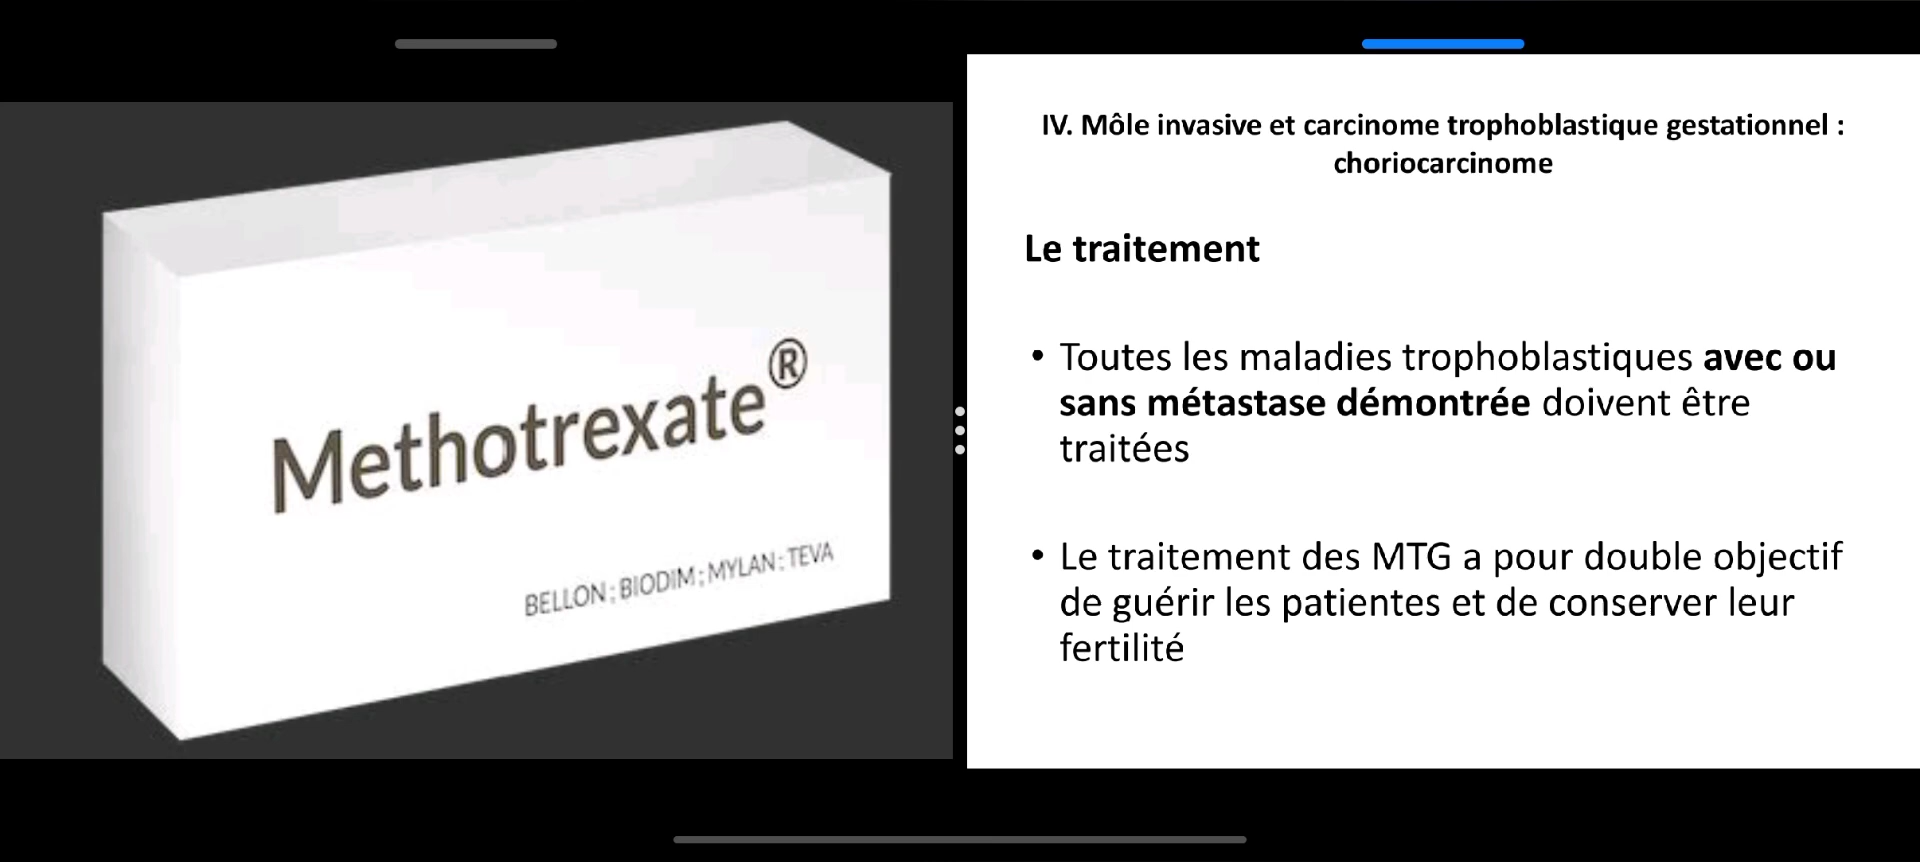 Methotrexate®
BELLON ; BIODIM ; MYLAN : TEVA
IV. Môle invasive et carcinome trophoblastique gestationnel :
choriocarcinome
Le traitement
• Toutes les maladies trophoblastiques avec ou
sans métastase démontrée doivent être
traitées
• Le traitement des MTG a pour double objectif
de guérir les patientes et de conserver leur
fertilité